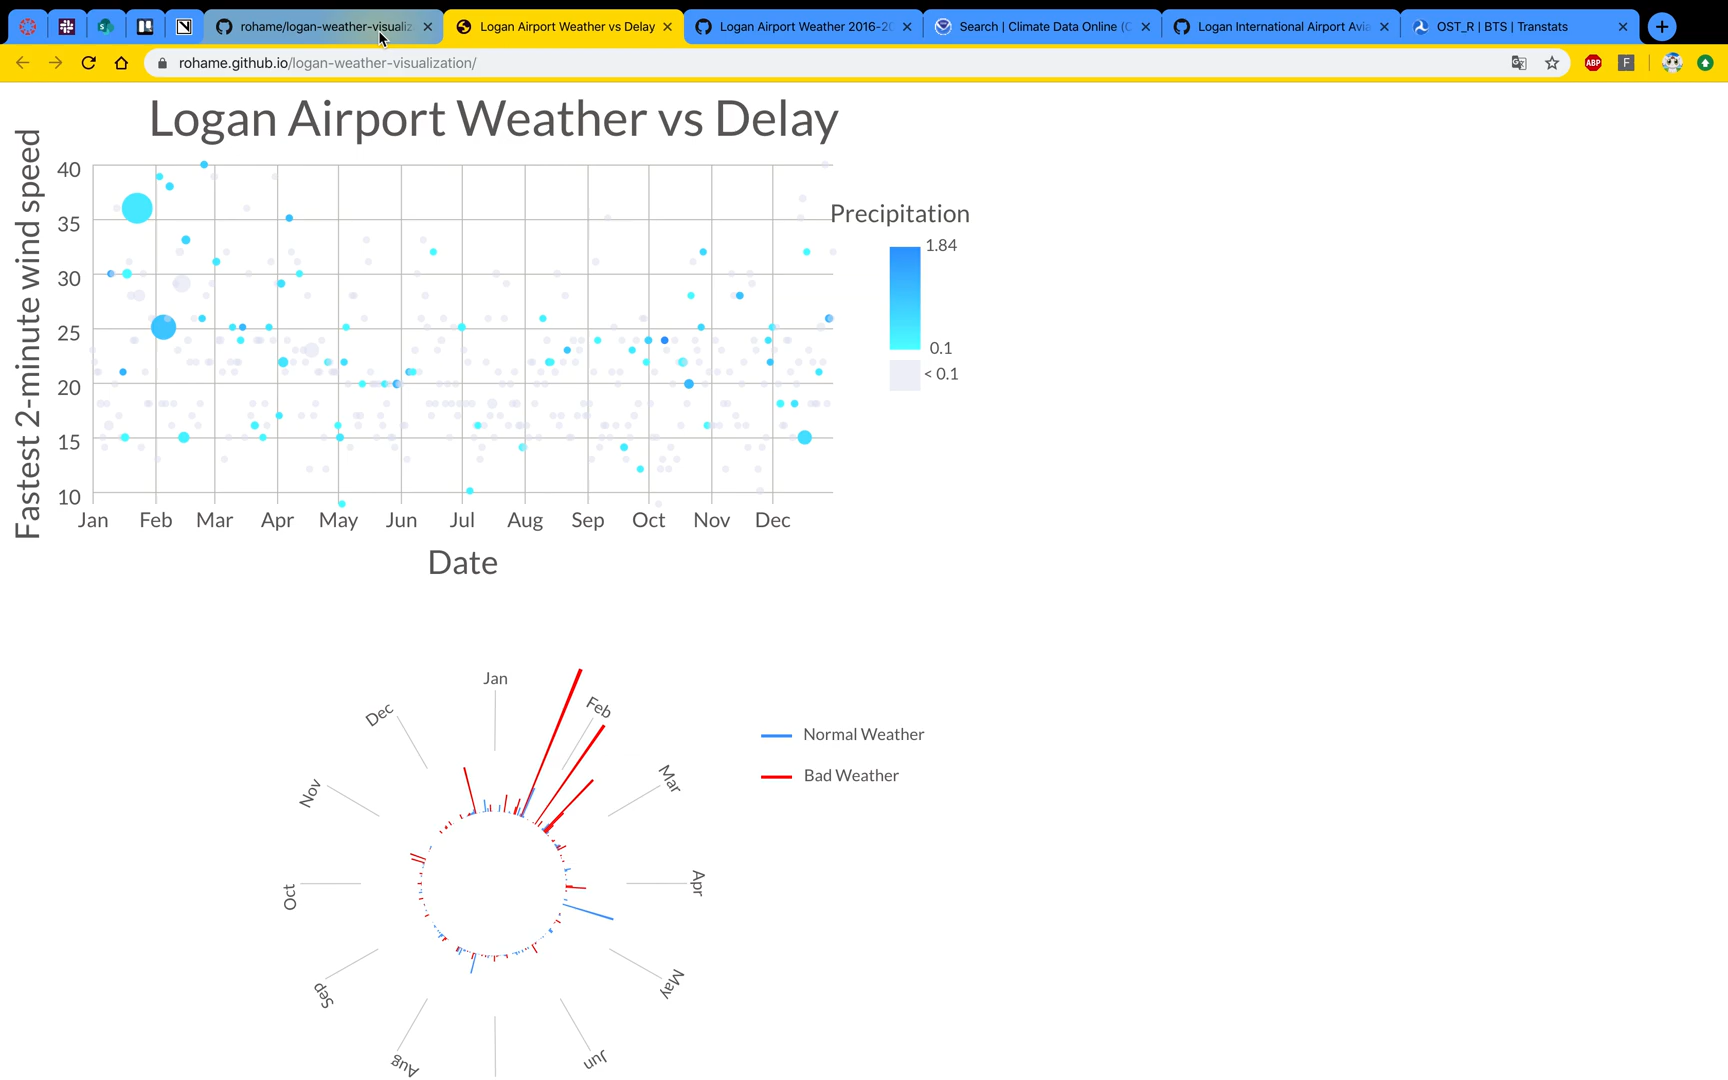 rohame/logan-weather-visualiz
Logan Airport Weather vs Delay
Logan Airport Weather 2016-20
Search | Climate Data Online (C
Logan International Airport Avia
OST_R | BTS | Transtats
rohame.github.io/logan-weather-visualization/
ABP
F
Logan Airport Weather vs Delay
Fastest 2-minute wind speed
40
35
30
25
20
15
10
Jan Feb Mar Apr May Jun Jul Aug Sep Oct Nov Dec
Date
Precipitation
1.84
0.1
< 0.1
Jan
Feb
Mar
Apr
May
Jun
Aug
Sep
Oct
Nov
Dec
Normal Weather
Bad Weather